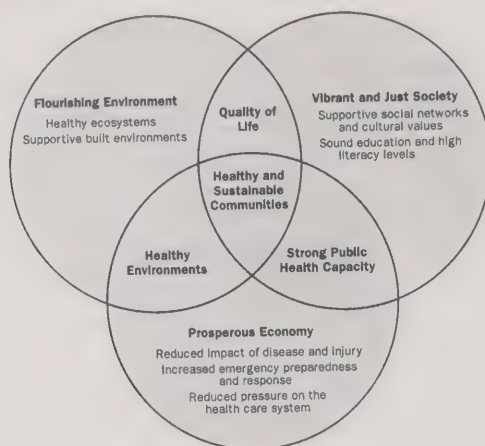 Flourishing Environment
Healthy ecosystems
Supportive built environments
Quality of
Life
Vibrant and Just Society
Supportive social networks
and cultural values
Sound education and high
literacy levels
Healthy and
Sustainable
Communities
Healthy
Environments
Strong Public
Health Capacity
Prosperous Economy
Reduced impact of disease and injury
Increased emergency preparedness
and response
Reduced pressure on the
health care system